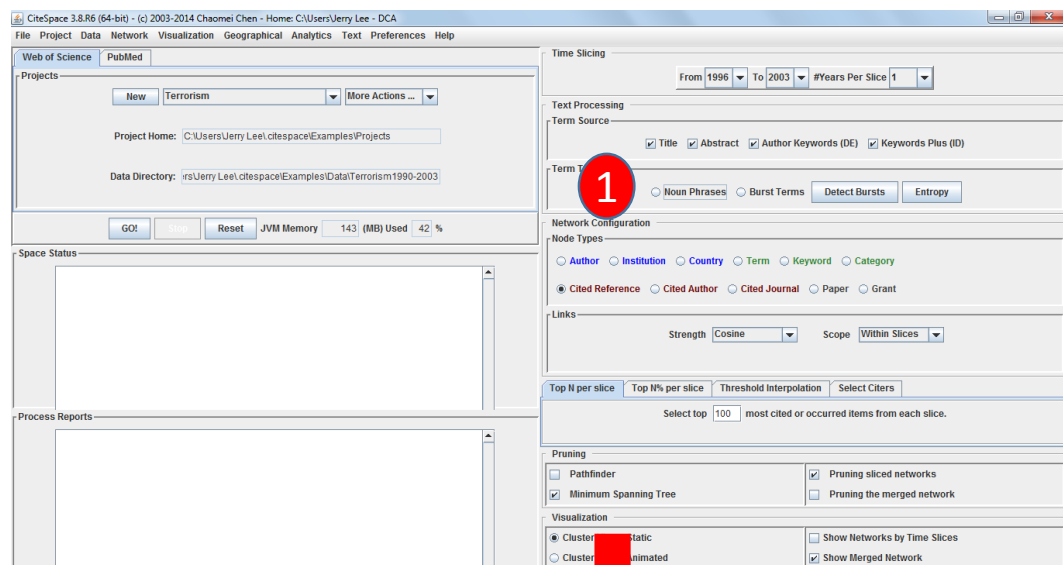 CiteSpace 3.8.R6 (64-bit) - (c) 2003-2014 Chaomei Chen - Home: C:\Users\Jerry Lee - DCA
File Project Data Network Visualization Geographical Analytics Text Preferences Help
Web of Science PubMed
Projects
New Terrorism More Actions ...
Project Home: C:\Users\Jerry Lee\.citespace\Examples\Projects
Data Directory: rs\Jerry Lee\.citespace\Examples\Data\Terrorism1990-2003
GO! Stop Reset JVM Memory 143 (MB) Used 42 %
Space Status
Process Reports
Time Slicing
From 1996 To 2003 #Years Per Slice 1
Text Processing
Term Source
Title Abstract Author Keywords (DE) Keywords Plus (ID)
Term T
1
Noun Phrases Burst Terms Detect Bursts Entropy
Network Configuration
Node Types
Author Institution Country Term Keyword Category
Cited Reference Cited Author Cited Journal Paper Grant
Links
Strength Cosine Scope Within Slices
Top N per slice Top N% per slice Threshold Interpolation Select Citers
Select top 100 most cited or occurred items from each slice.
Pruning
Pathfinder Pruning sliced networks
Minimum Spanning Tree Pruning the merged network
Visualization
Cluster Static Show Networks by Time Slices
Cluster nimated Show Merged Network